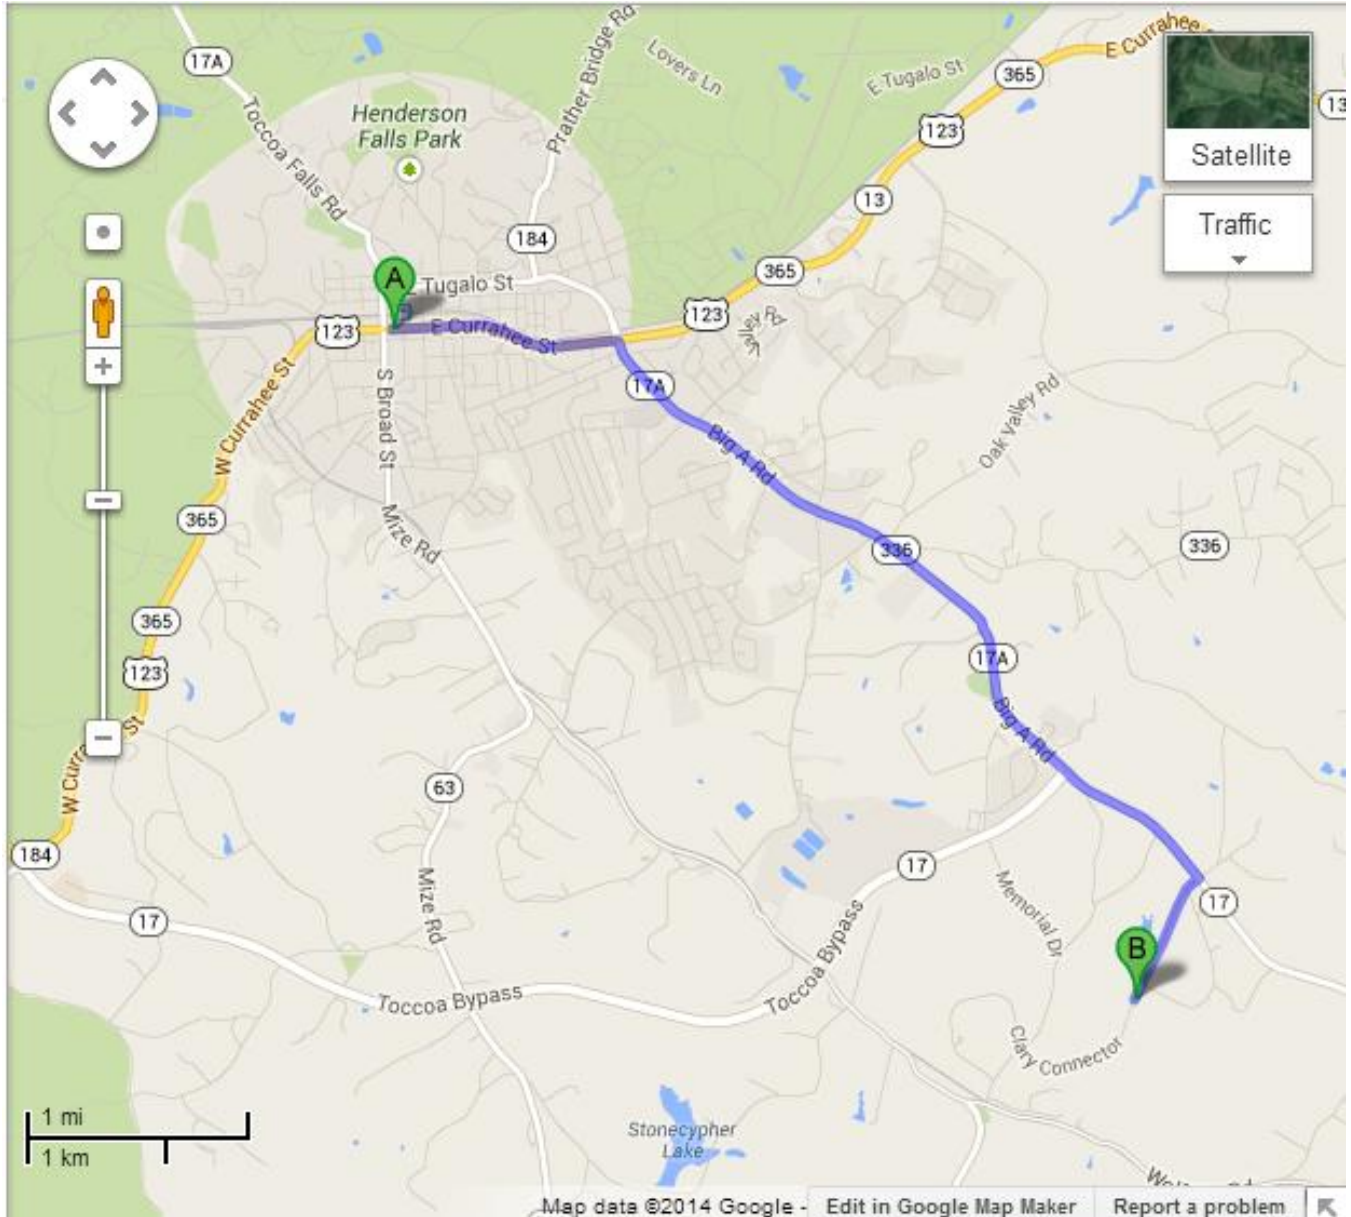 E Currahee
17A
Prather Bridge Rd
Lovers Ln
E Tugalo St
365
13
123
Satellite
Henderson
Falls Park
Toccoa Falls Rd
13
Traffic
184
365
A
Tugalo St
123
123
E Currahee St
Valley Rd
17A
S Broad St
W Currahee St
Big A Rd
Oak Valley Rd
365
Mize Rd
336
336
365
123
17A
Big A Rd
63
184
17
Mize Rd
Memorial Dr
17
17
B
Toccoa Bypass
Toccoa Bypass
Clary Connector
1 mi
1 km
Stonecypher
Lake
Map data ©2014 Google -
Edit in Google Map Maker
Report a problem